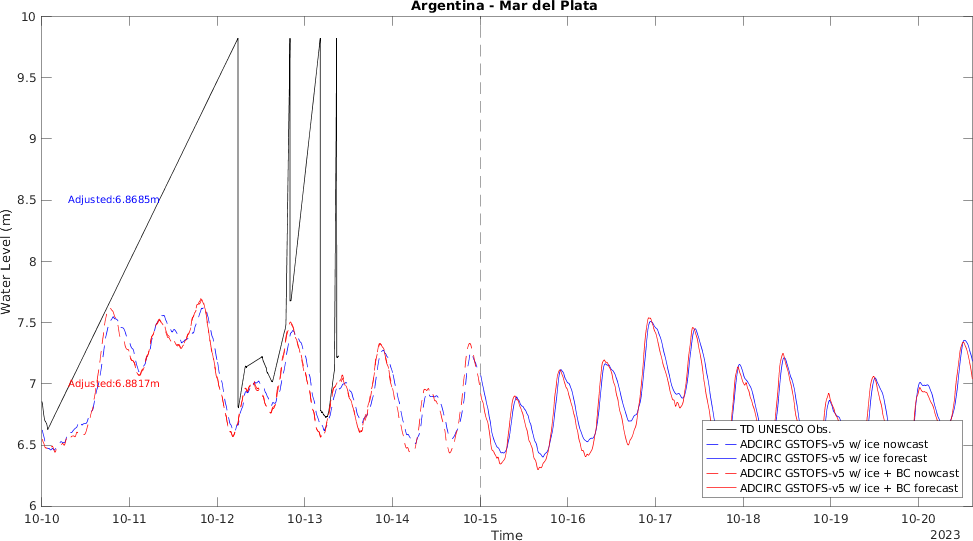 Argentina - Mar del Plata
10
9.5
9
8.5
8
7.5
7
6.5
6
Water Level (m)
Adjusted:6.8685m
Adjusted:6.8817m
TD UNESCO Obs.
ADCIRC GSTOFS-v5 w/ ice nowcast
ADCIRC GSTOFS-v5 w/ ice forecast
ADCIRC GSTOFS-v5 w/ ice + BC nowcast
ADCIRC GSTOFS-v5 w/ ice + BC forecast
10-10 10-11 10-12 10-13 10-14 10-15 10-16 10-17 10-18 10-19 10-20
Time
2023